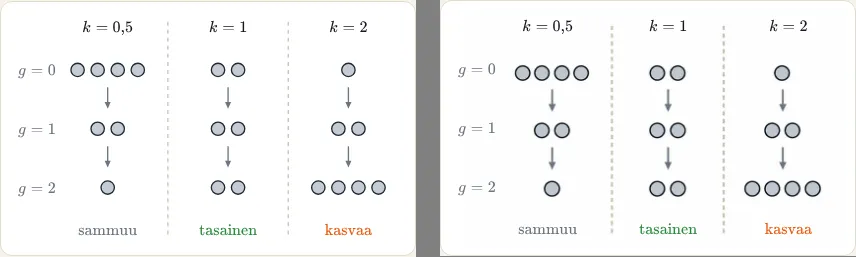 k = 0,5 k = 1 k = 2
g = 0
g = 1
g = 2
sammuu tasainen kasvaa
k = 0,5 k = 1 k = 2
g = 0
g = 1
g = 2
sammuu tasainen kasvaa